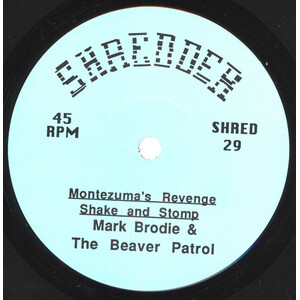 SHREDDER
45
RPM
SHRED
29
Montezuma's Revenge
Shake and Stomp
Mark Brodie &
The Beaver Patrol